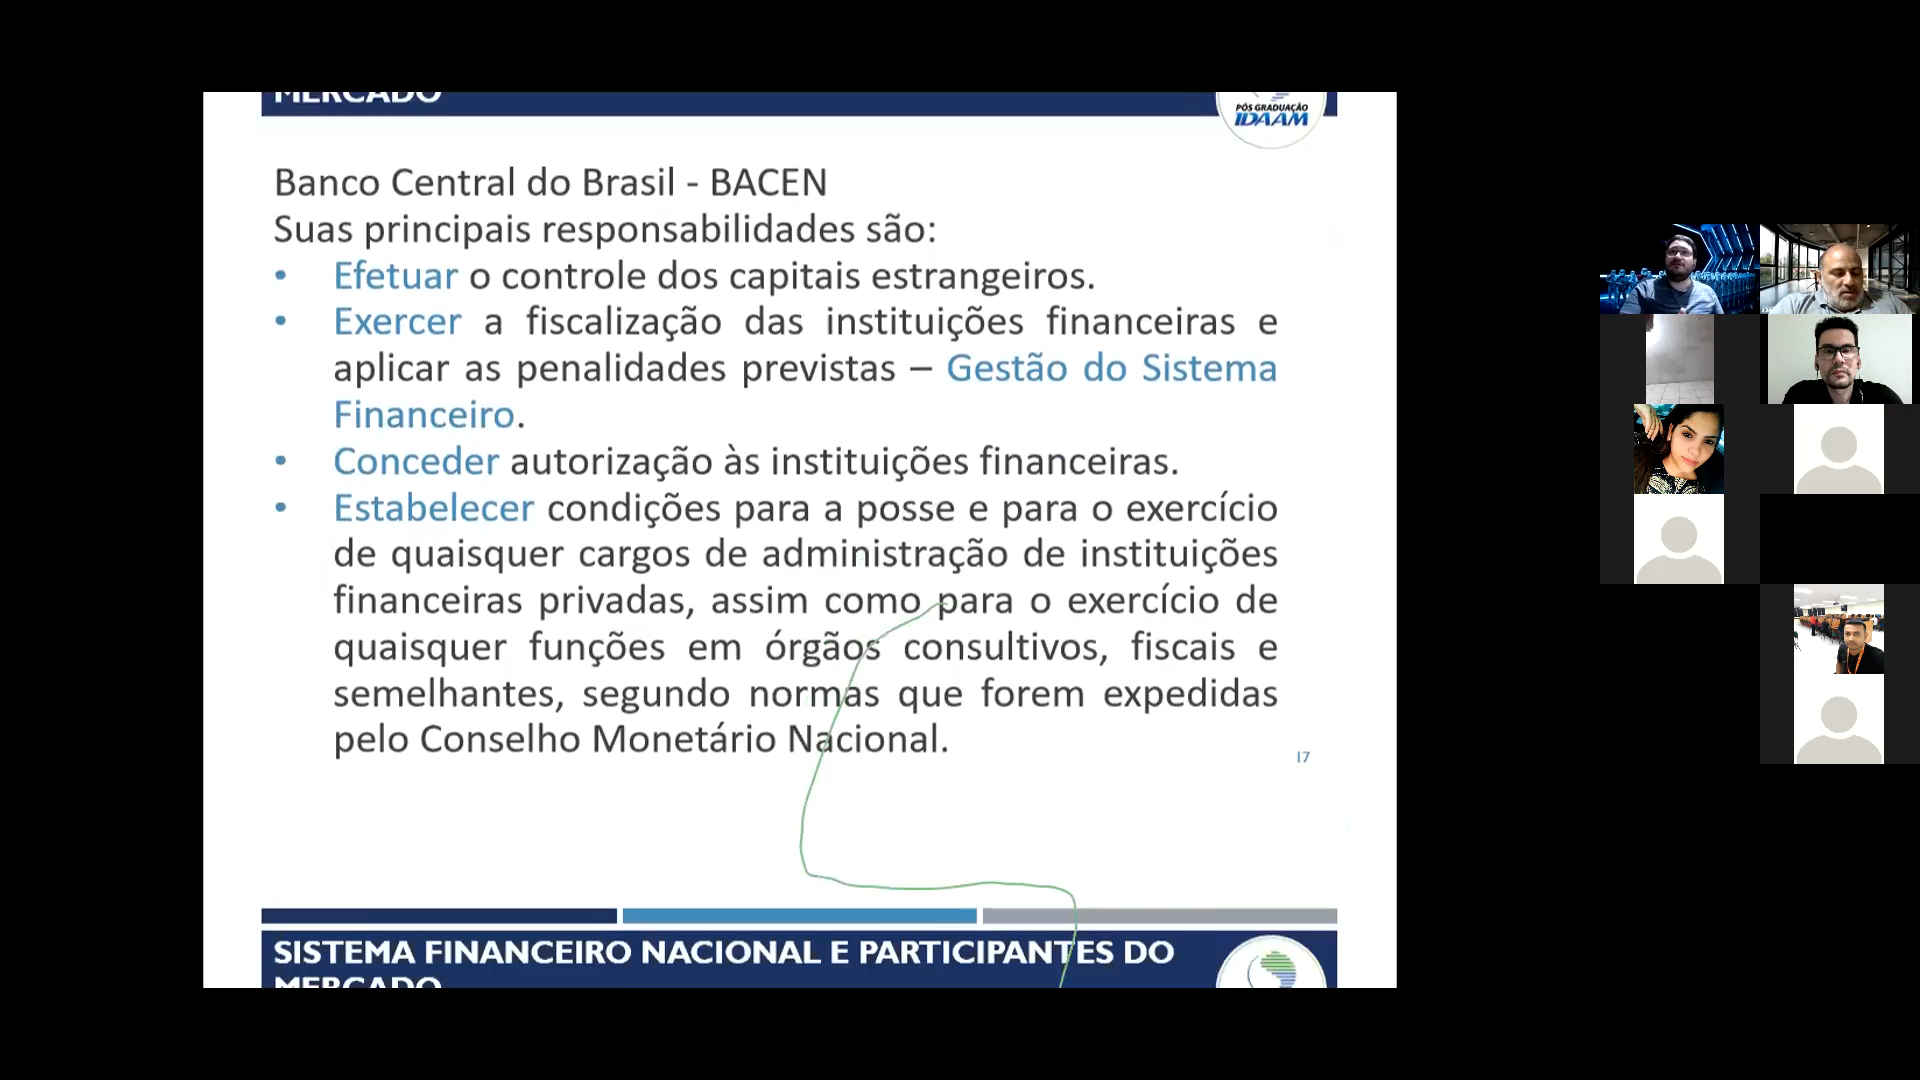 MERCADO
PÓS GRADUAÇÃO
IDAAM
Banco Central do Brasil - BACEN
Suas principais responsabilidades são:
• Efetuar o controle dos capitais estrangeiros.
• Exercer a fiscalização das instituições financeiras e
aplicar as penalidades previstas – Gestão do Sistema
Financeiro.
• Conceder autorização às instituições financeiras.
• Estabelecer condições para a posse e para o exercício
de quaisquer cargos de administração de instituições
financeiras privadas, assim como para o exercício de
quaisquer funções em órgãos consultivos, fiscais e
semelhantes, segundo normas que forem expedidas
pelo Conselho Monetário Nacional.
17
SISTEMA FINANCEIRO NACIONAL E PARTICIPANTES DO
MERCADO